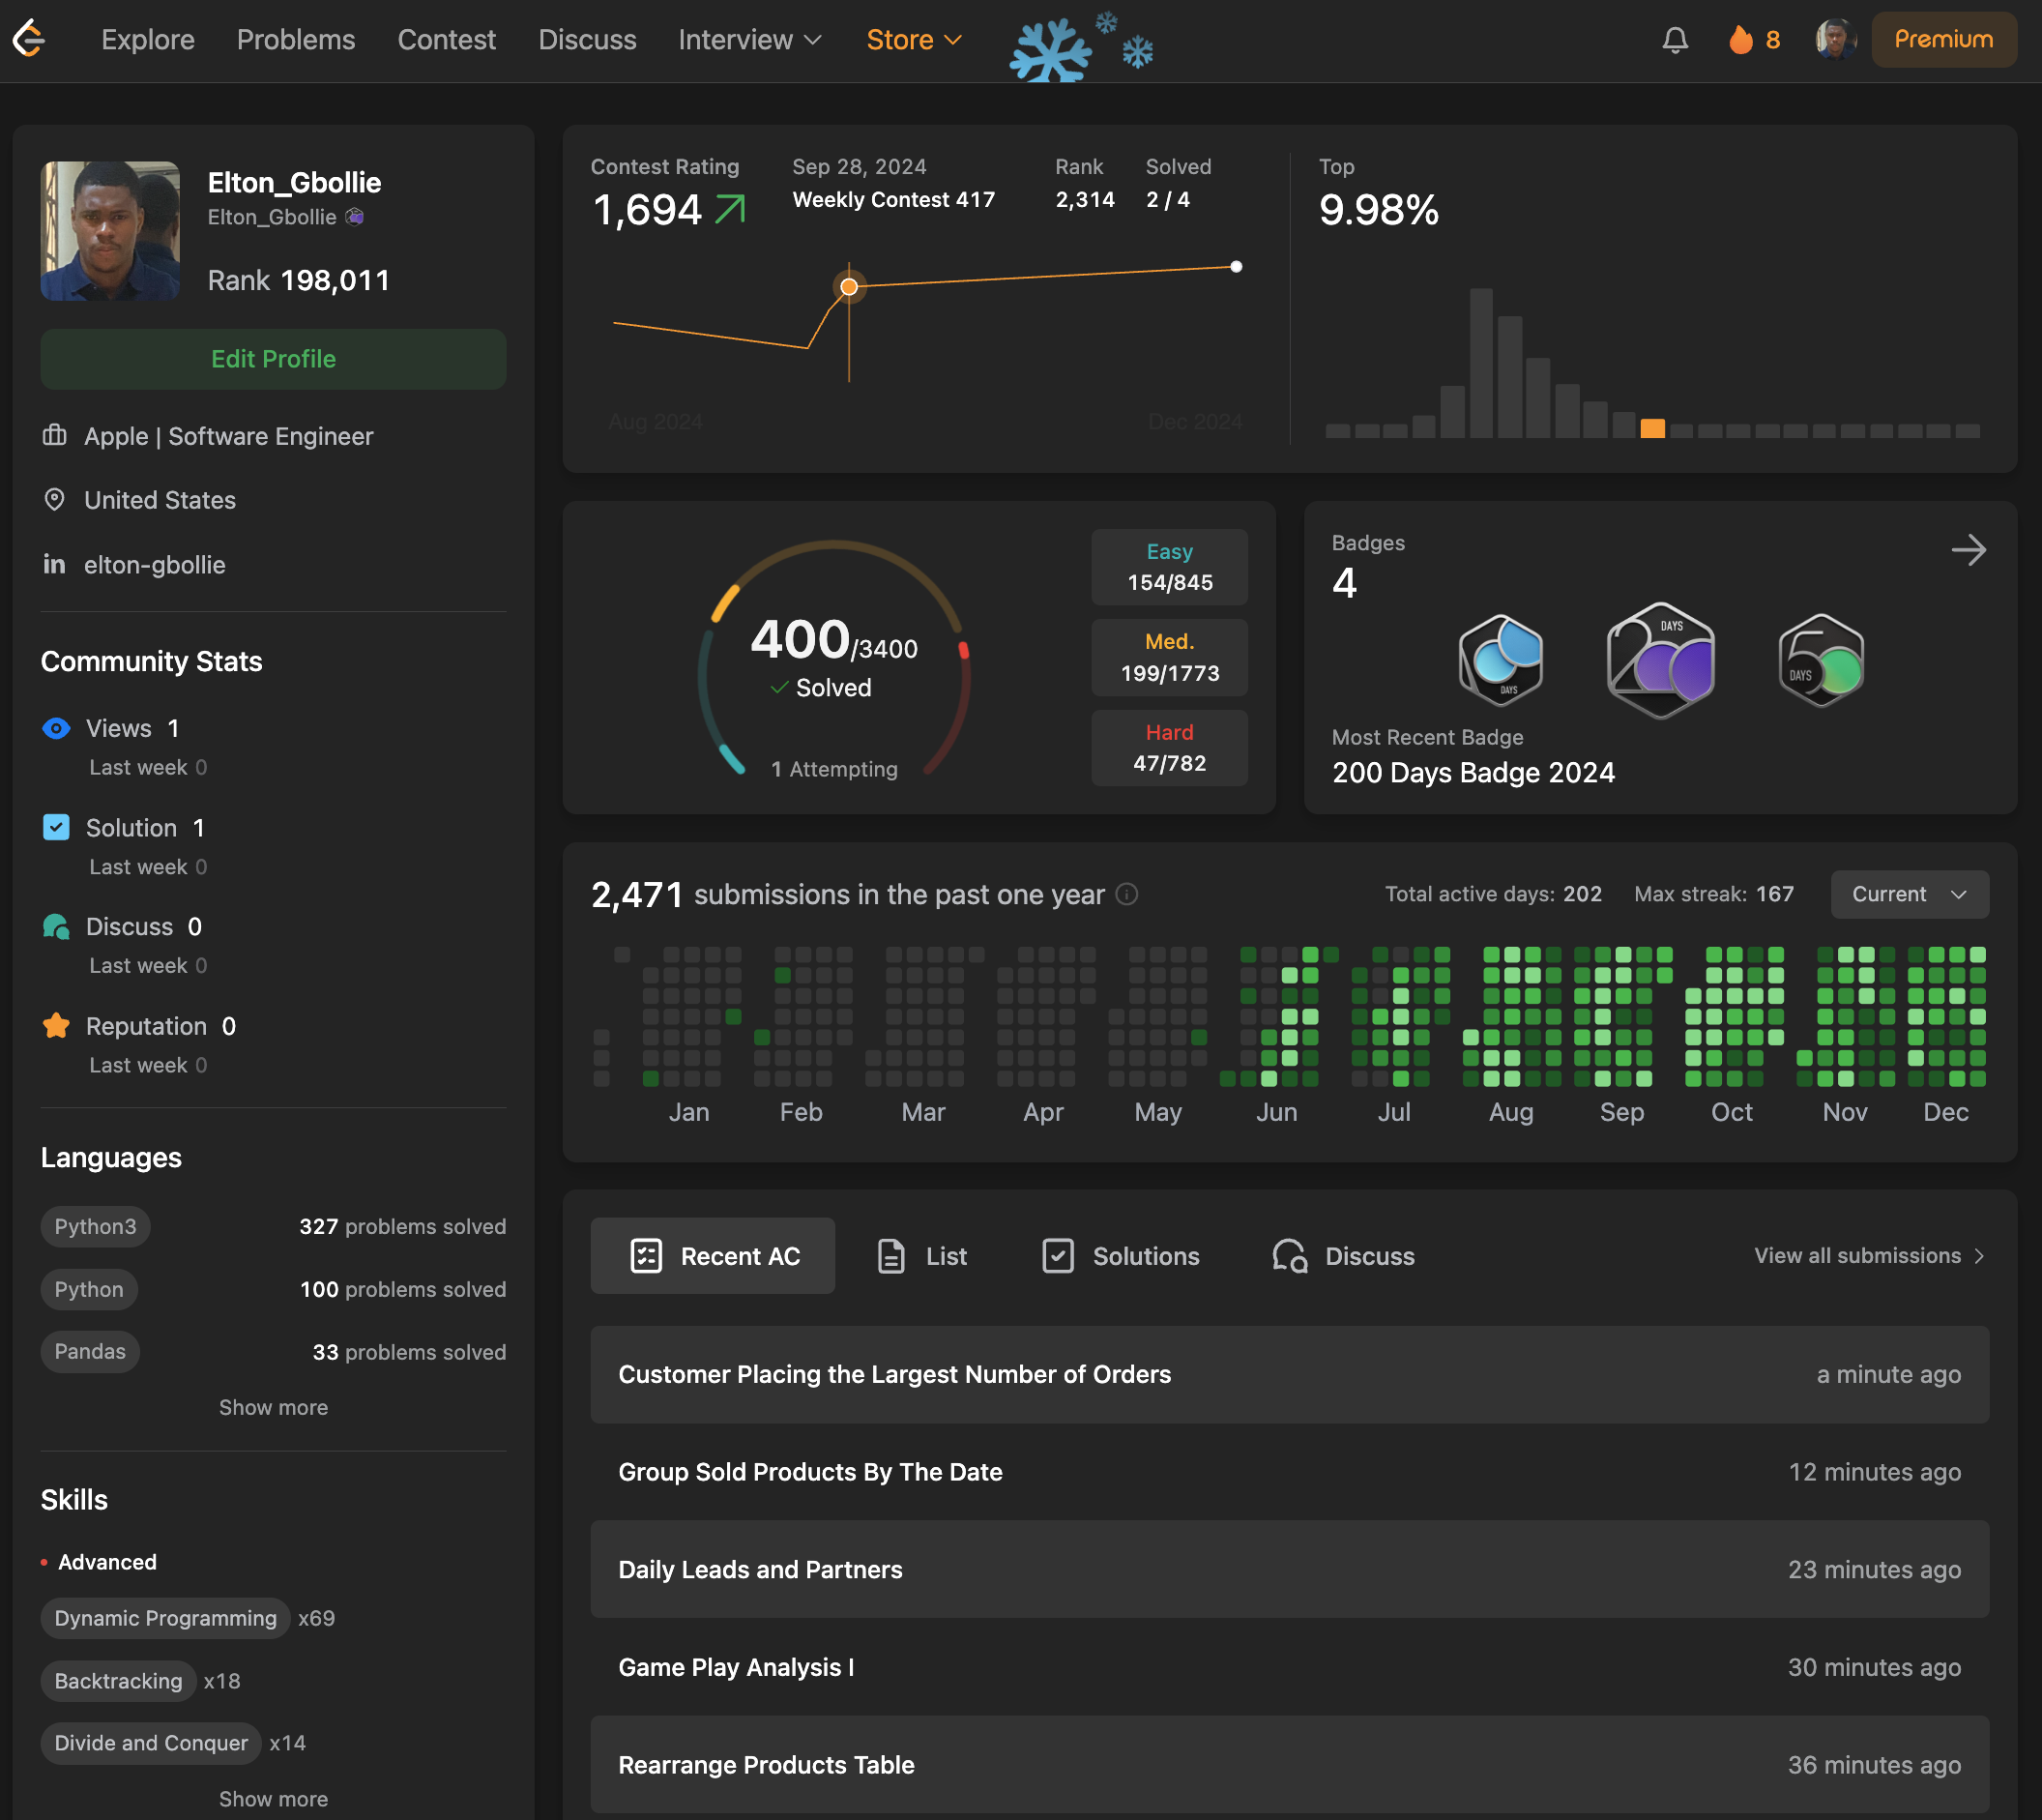 Explore Problems Contest Discuss Interview Store 8 Premium
Elton_Gbollie
Elton_Gbollie
Rank 198,011
Edit Profile
Apple | Software Engineer
United States
in elton-gbollie
Community Stats
Views 1
Last week 0
Solution 1
Last week 0
Discuss 0
Last week 0
Reputation 0
Last week 0
Languages
Python3 327 problems solved
Python 100 problems solved
Pandas 33 problems solved
Show more
Skills
Advanced
Dynamic Programming x69
Backtracking x18
Divide and Conquer x14
Show more
Contest Rating
1,694
Sep 28, 2024
Weekly Contest 417
Rank
2,314
Solved
2 / 4
Aug 2024 Dec 2024
Top
9.98%
400/3400
Solved
1 Attempting
Easy
154/845
Med.
199/1773
Hard
47/782
Badges
4
100 DAYS
200 DAYS
50 DAYS
Most Recent Badge
200 Days Badge 2024
2,471 submissions in the past one year
Total active days: 202 Max streak: 167 Current
Jan Feb Mar Apr May Jun Jul Aug Sep Oct Nov Dec
Recent AC List Solutions Discuss View all submissions
Customer Placing the Largest Number of Orders a minute ago
Group Sold Products By The Date 12 minutes ago
Daily Leads and Partners 23 minutes ago
Game Play Analysis I 30 minutes ago
Rearrange Products Table 36 minutes ago